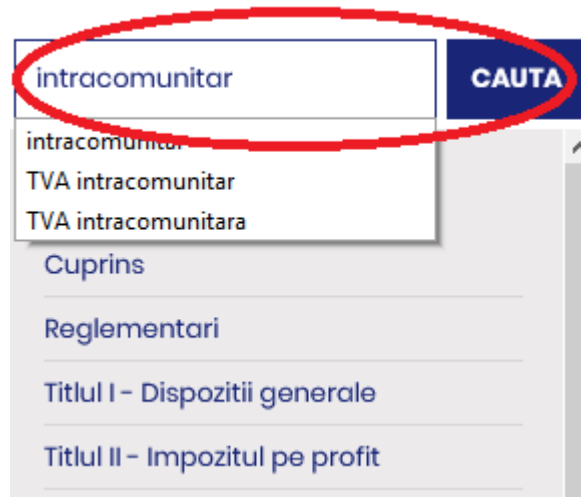 intracomunitar CAUTA
intracomunitar
TVA intracomunitar
TVA intracomunitara
Cuprins
Reglementari
Titlul I - Dispozitii generale
Titlul II - Impozitul pe profit